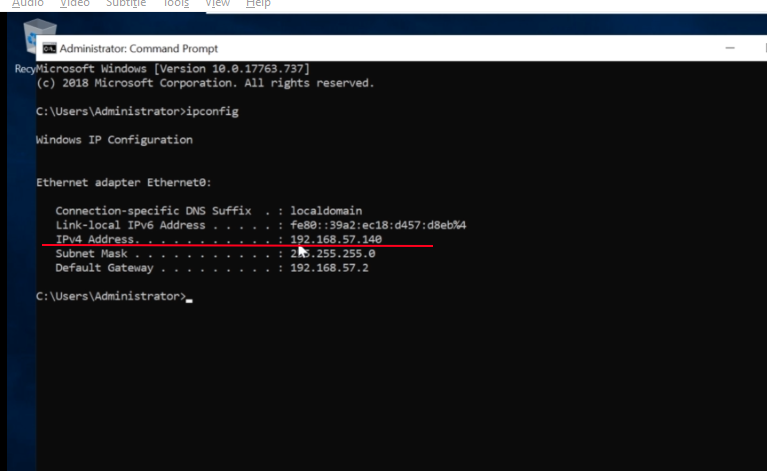 Audio Video Subtitle Tools View Help
Administrator: Command Prompt
Microsoft Windows [Version 10.0.17763.737]
(c) 2018 Microsoft Corporation. All rights reserved.
C:\Users\Administrator>ipconfig
Windows IP Configuration
Ethernet adapter Ethernet0:
Connection-specific DNS Suffix . : localdomain
Link-local IPv6 Address . . . . . : fe80::39a2:ec18:d457:d8eb%4
IPv4 Address. . . . . . . . . . . : 192.168.57.140
Subnet Mask . . . . . . . . . . . : 255.255.255.0
Default Gateway . . . . . . . . . : 192.168.57.2
C:\Users\Administrator>